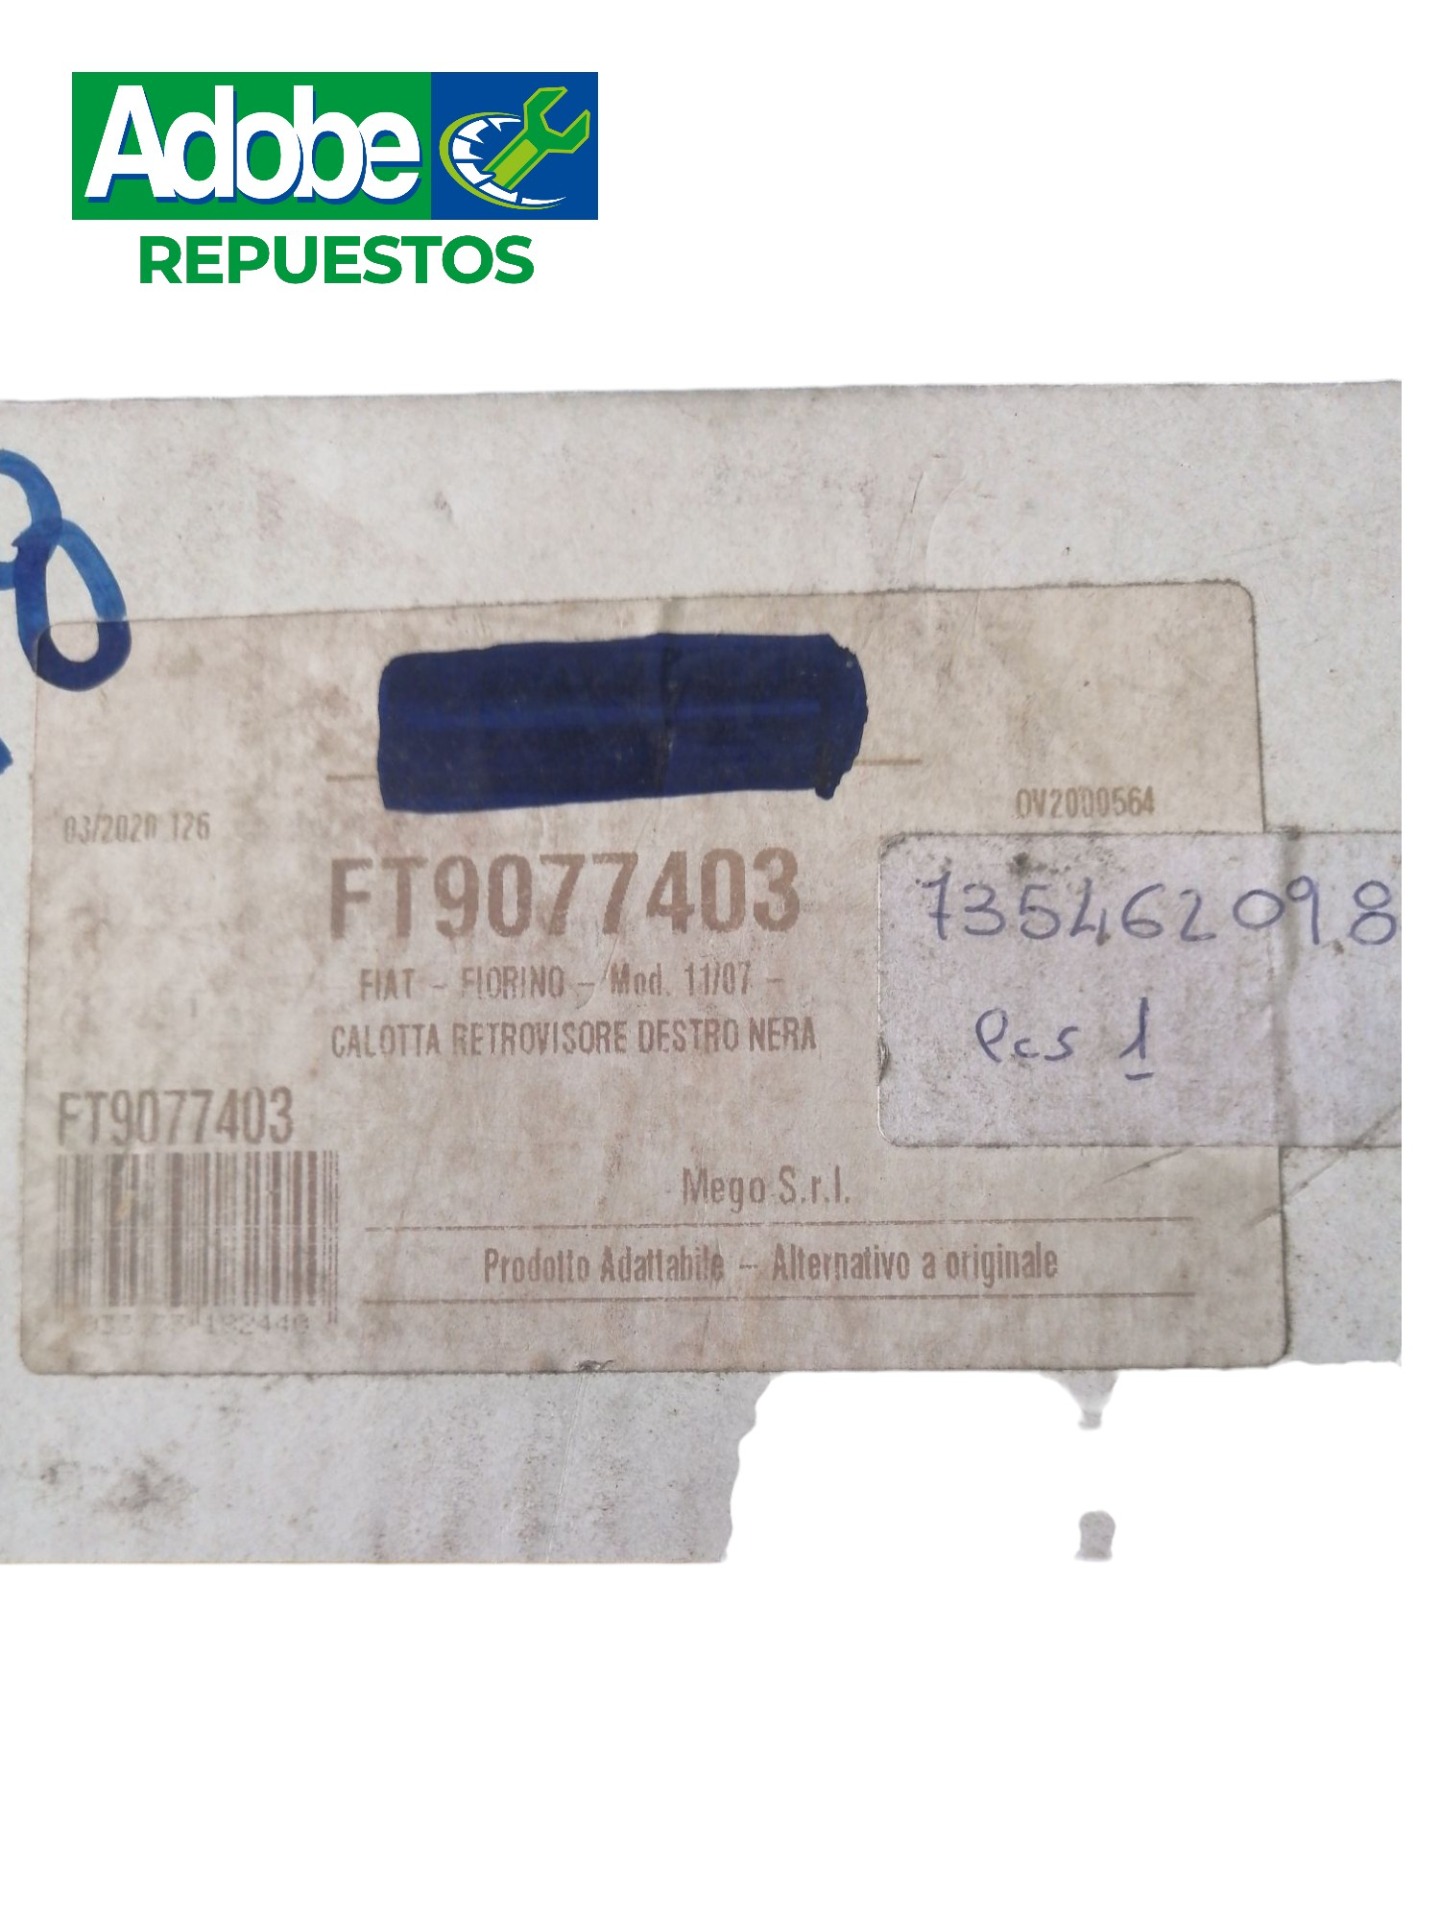 Adobe
REPUESTOS
03/2020 126
OV2000564
FT9077403
735462098
FIAT - FIORINO - Mod. 11/07 -
CALOTTA RETROVISORE DESTRO NERA
Pcs 1
FT9077403
Mego S.r.l.
Prodotto Adattabile - Alternativo a originale